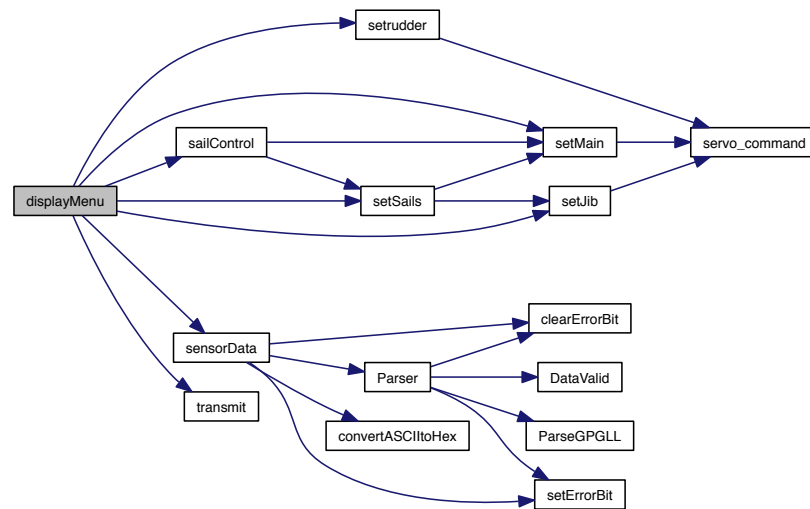 setrudder
sailControl
setMain
servo_command
displayMenu
setSails
setJib
clearErrorBit
sensorData
Parser
DataValid
transmit
convertASCIItoHex
ParseGPGLL
setErrorBit